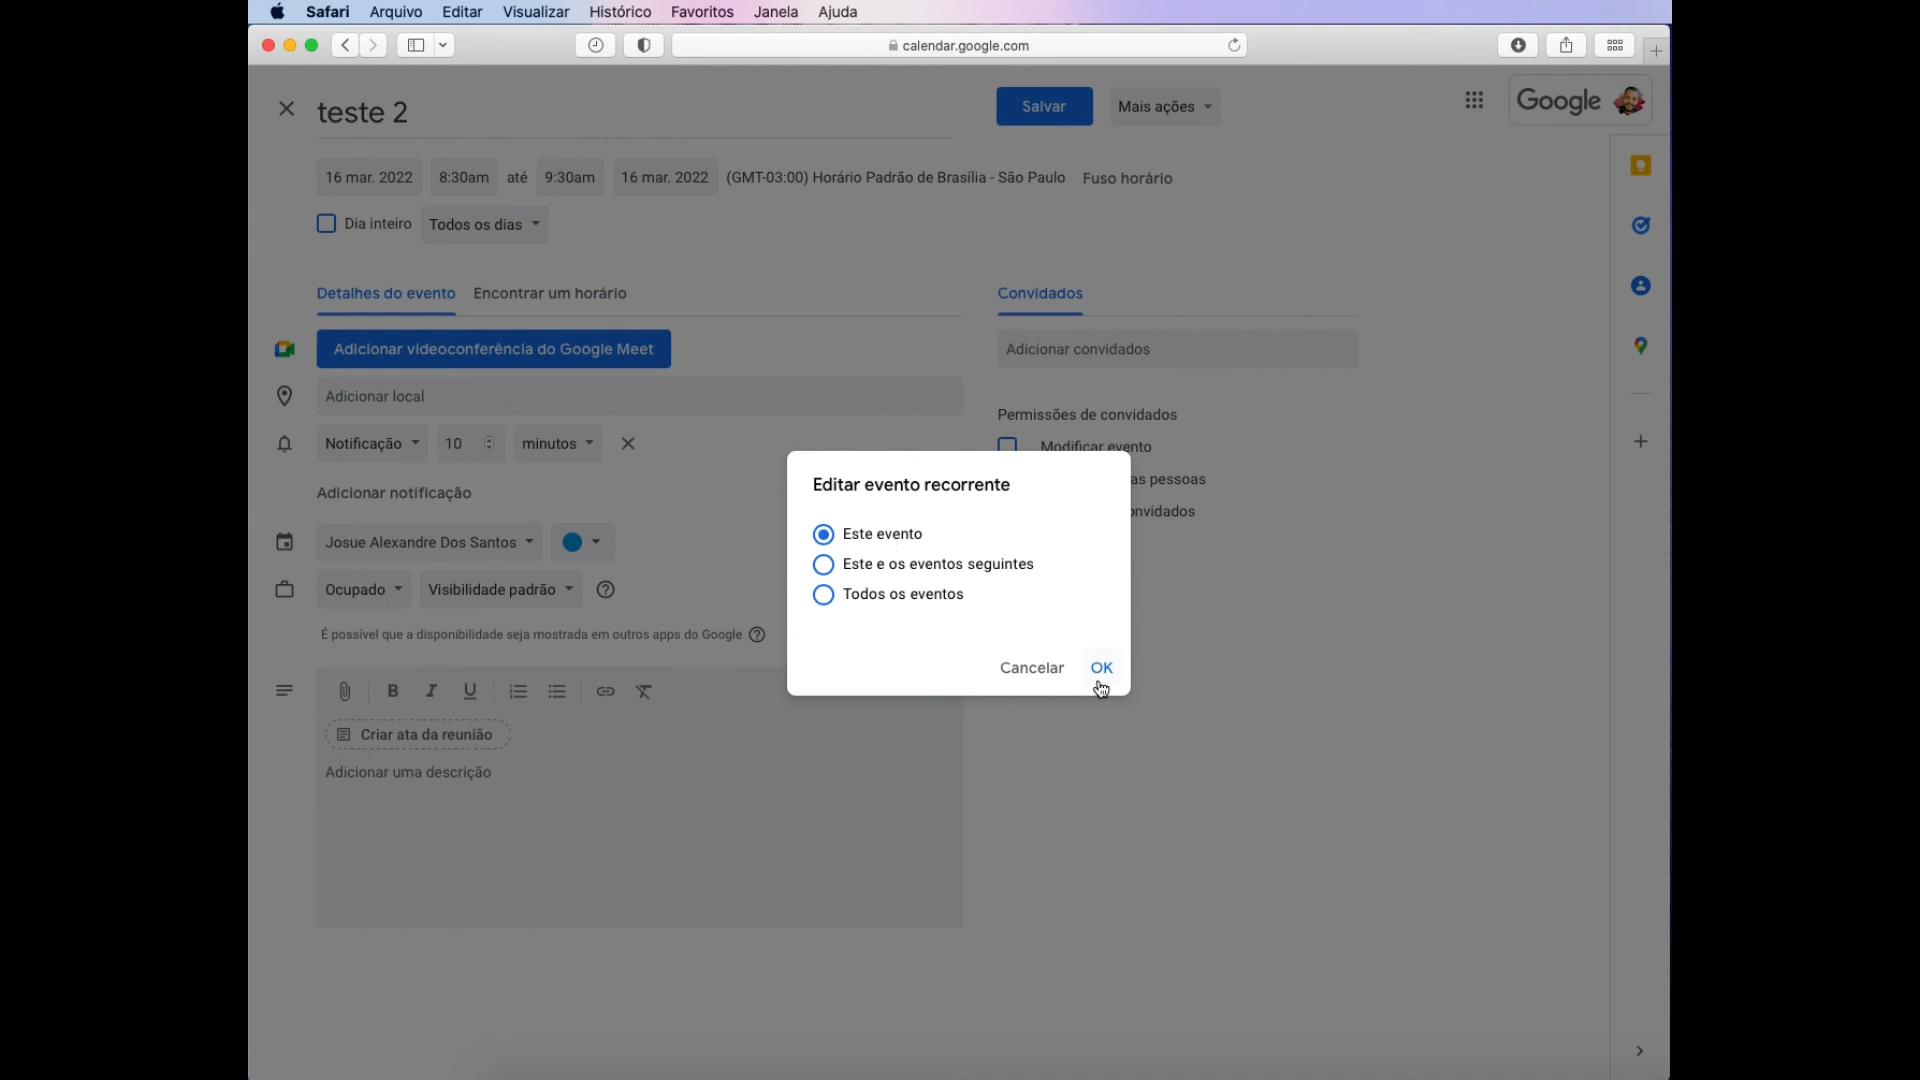 Safari Arquivo Editar Visualizar Histórico Favoritos Janela Ajuda
calendar.google.com
teste 2
Salvar
Mais ações
Google
16 mar. 2022 8:30am até 9:30am 16 mar. 2022 (GMT-03:00) Horário Padrão de Brasília - São Paulo Fuso horário
Dia inteiro Todos os dias
Detalhes do evento Encontrar um horário
Convidados
Adicionar videoconferência do Google Meet
Adicionar convidados
Adicionar local
Permissões de convidados
Notificação 10 minutos
Modificar evento
as pessoas
Adicionar notificação
onvidados
Josue Alexandre Dos Santos
Ocupado Visibilidade padrão
É possível que a disponibilidade seja mostrada em outros apps do Google
Editar evento recorrente
Este evento
Este e os eventos seguintes
Todos os eventos
Cancelar OK
B I U
Criar ata da reunião
Adicionar uma descrição